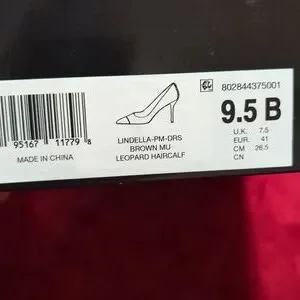 802844375001
9.5 B
U.K. 7.5
EUR. 41
CM 26.5
CN
95167 11779 8
MADE IN CHINA
LINDELLA-PM-DRS
BROWN MU
LEOPARD HAIRCALF